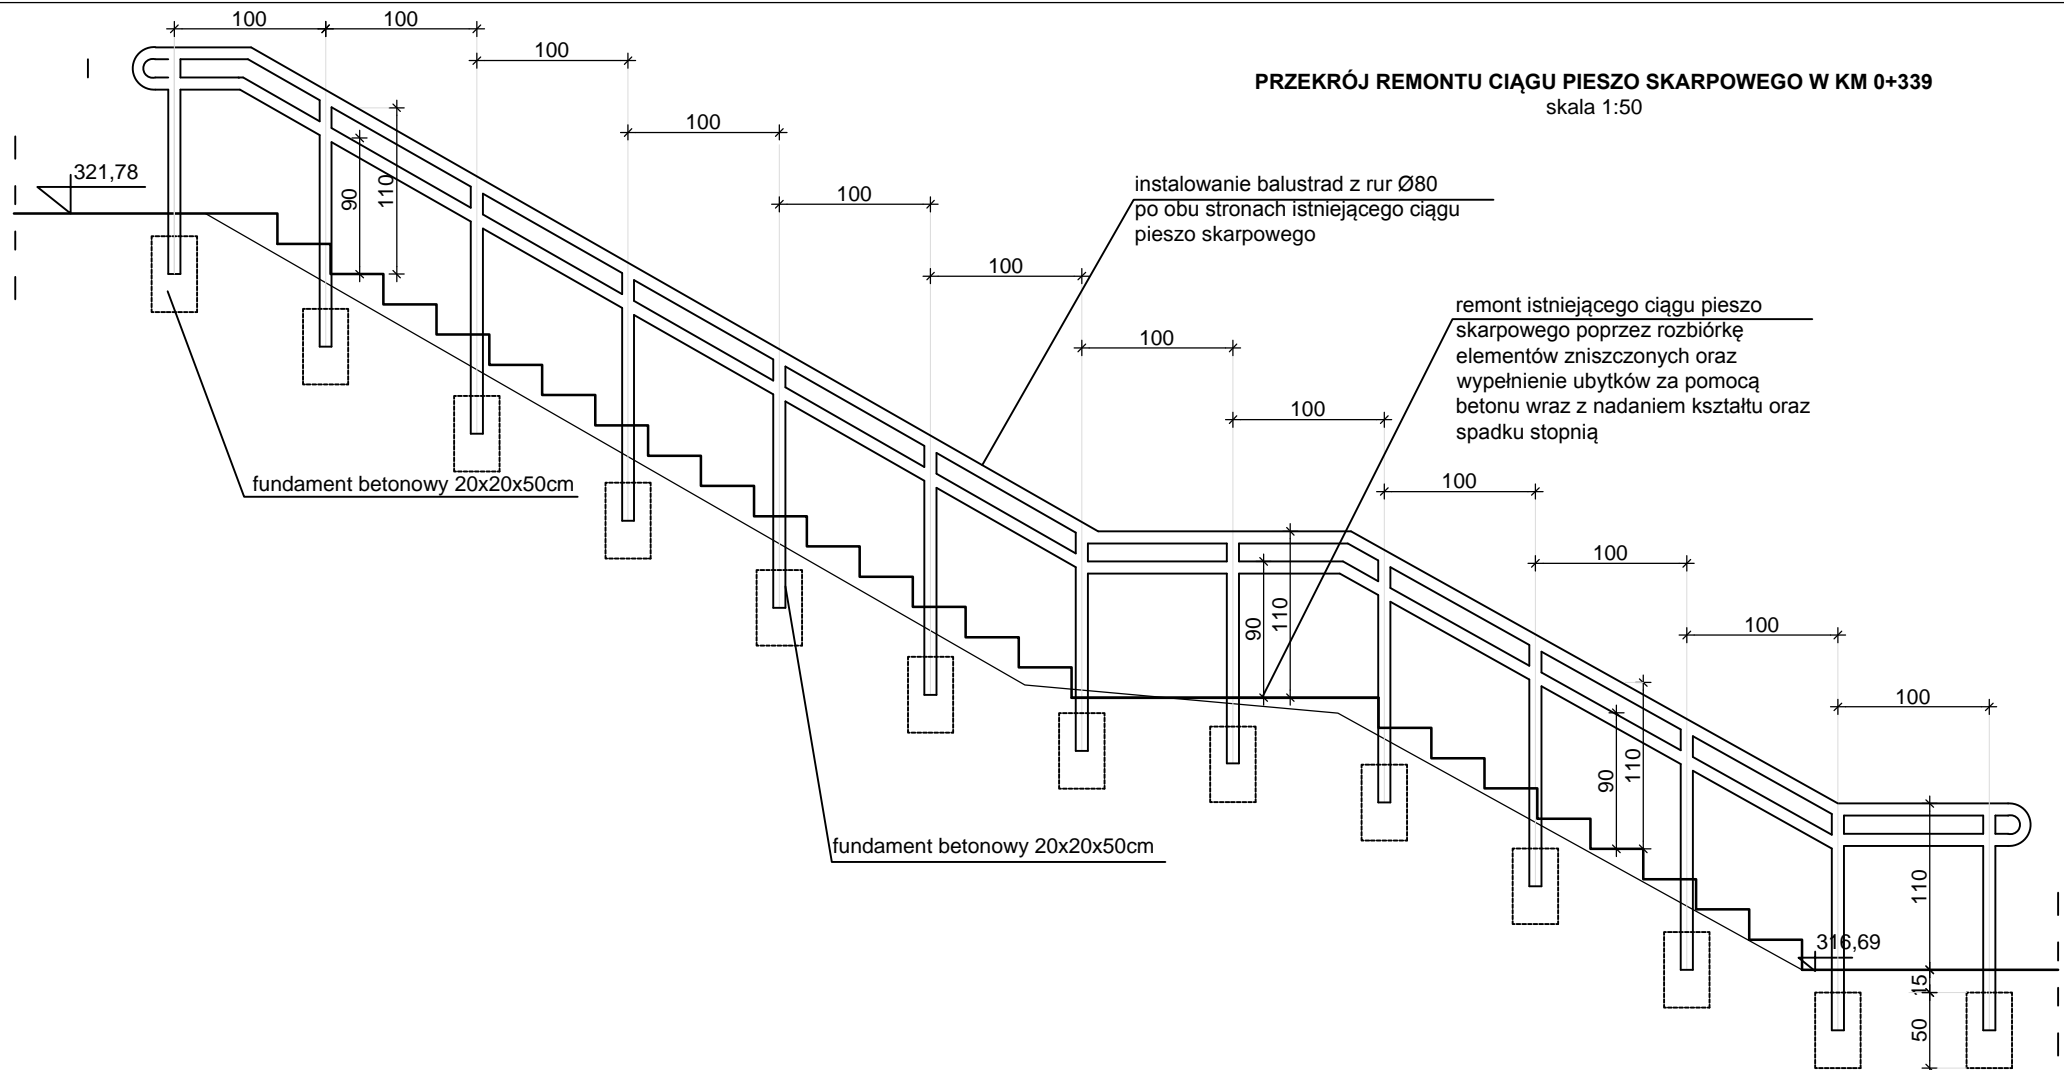 100
100
100
PRZEKRÓJ REMONTU CIĄGU PIESZO SKARPOWEGO W KM 0+339
skala 1:50
100
321,78
90
110
100
instalowanie balustrad z rur Ø80
po obu stronach istniejącego ciągu
pieszo skarpowego
100
remont istniejącego ciągu pieszo
skarpowego poprzez rozbiórkę
elementów zniszczonych oraz
wypełnienie ubytków za pomocą
betonu wraz z nadaniem kształtu oraz
spadku stopnią
100
100
fundament betonowy 20x20x50cm
100
100
90
110
100
100
90
110
fundament betonowy 20x20x50cm
110
316,69
15
50